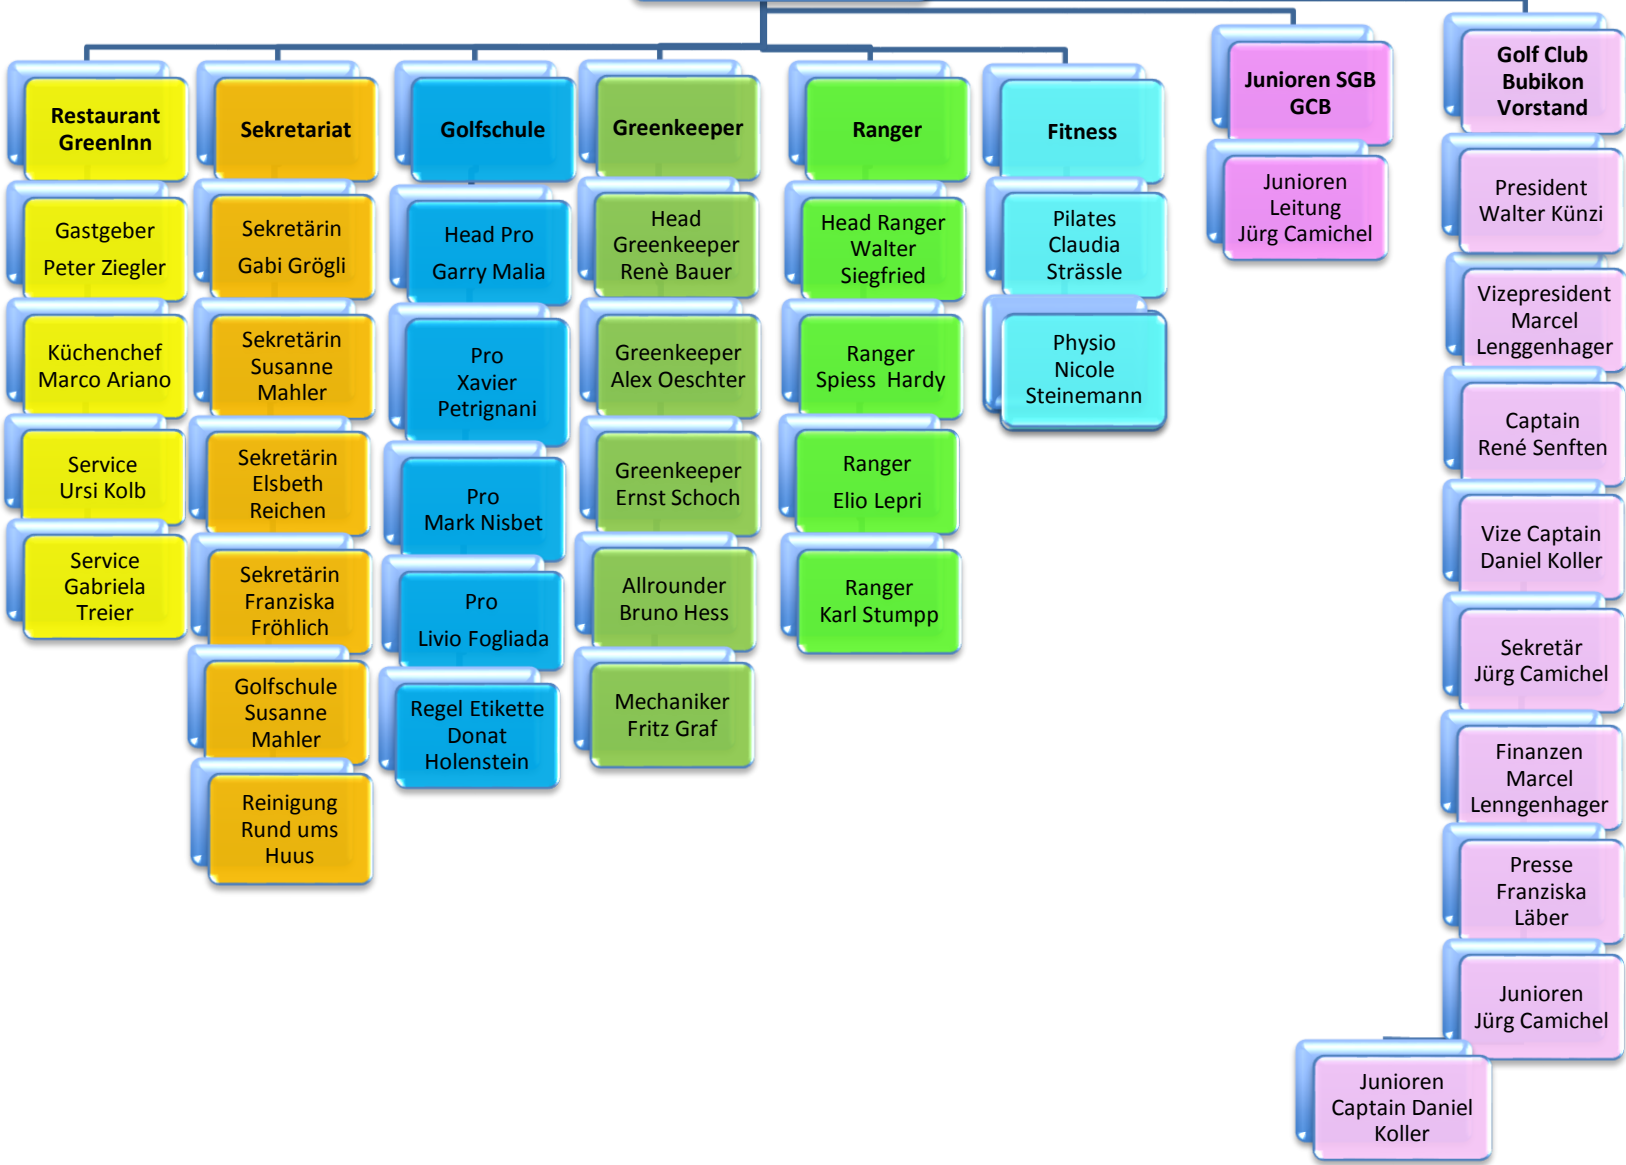 Restaurant
GreenInn
Gastgeber
Peter Ziegler
Küchenchef
Marco Ariano
Service
Ursi Kolb
Service
Gabriela
Treier
Sekretariat
Sekretärin
Gabi Grögli
Sekretärin
Susanne
Mahler
Sekretärin
Elsbeth
Reichen
Sekretärin
Franziska
Fröhlich
Golfschule
Susanne
Mahler
Reinigung
Rund ums
Huus
Golfschule
Head Pro
Garry Malia
Pro
Xavier
Petrignani
Pro
Mark Nisbet
Pro
Livio Fogliada
Regel Etikette
Donat
Holenstein
Greenkeeper
Head
Greenkeeper
Renè Bauer
Greenkeeper
Alex Oeschter
Greenkeeper
Ernst Schoch
Allrounder
Bruno Hess
Mechaniker
Fritz Graf
Ranger
Head Ranger
Walter
Siegfried
Ranger
Spiess Hardy
Ranger
Elio Lepri
Ranger
Karl Stumpp
Fitness
Pilates
Claudia
Strässle
Physio
Nicole
Steinemann
Junioren SGB
GCB
Junioren
Leitung
Jürg Camichel
Golf Club
Bubikon
Vorstand
President
Walter Künzi
Vizepresident
Marcel
Lenggenhager
Captain
René Senften
Vize Captain
Daniel Koller
Sekretär
Jürg Camichel
Finanzen
Marcel
Lenngenhager
Presse
Franziska
Läber
Junioren
Jürg Camichel
Junioren
Captain Daniel
Koller